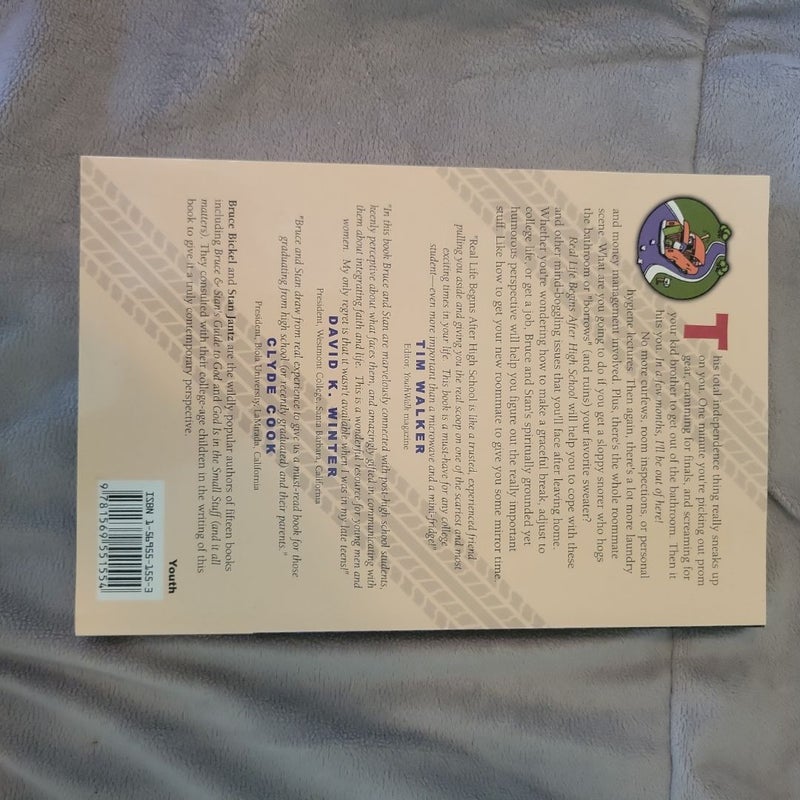 This total independence thing really sneaks up
on you. One minute you're picking out prom
gear, cramming for finals, and screaming for
your kid brother to get out of the bathroom. Then it
hits you. In a few months, I'll be out of here!
No more curfews, room inspections, or personal
hygiene lectures. Then again, there's a lot more laundry
and money management involved. Plus, there's the whole roommate
scene. What are you going to do if you get a sloppy snorer who hogs
the bathroom or "borrows" (and ruins) your favorite sweater?
Real Life Begins After High School will help you to cope with these
and other mind-boggling issues that you'll face after leaving home.
Whether you're wondering how to make a graceful break, adjust to
college life, or get a job, Bruce and Stan's spiritually grounded yet
humorous perspective will help you figure out the really important
stuff. Like how to get your new roommate to give you some mirror time.
"Real Life Begins After High School is like a trusted, experienced friend
pulling you aside and giving you the real scoop on one of the scariest and most
exciting times in your life. This book is a must-have for any college
student—even more important than a microwave and a mini-fridge!"
TIM WALKER
Editor, YouthWalk magazine
"In this book Bruce and Stan are marvelously connected with post-high school students,
keenly perceptive about what faces them, and amazingly gifted in communicating with
them about integrating faith and life. This is a wonderful resource for young men and
women. My only regret is that it wasn't available when I was in my late teens!"
DAVID K. WINTER
President, Westmont College, Santa Barbara, California
"Bruce and Stan draw from real experience to give us a must-read book for those
graduating from high school (or recently graduated) and their parents."
CLYDE COOK
President, Biola University, La Mirada, California
Bruce Bickel and Stan Jantz are the wildly popular authors of fifteen books
including Bruce & Stan's Guide to God and God Is in the Small Stuff (and it all
matters). They consulted with their college-age children in the writing of this
book to give it a truly contemporary perspective.
Youth
ISBN 1-56955-155-3
9 781569 551554